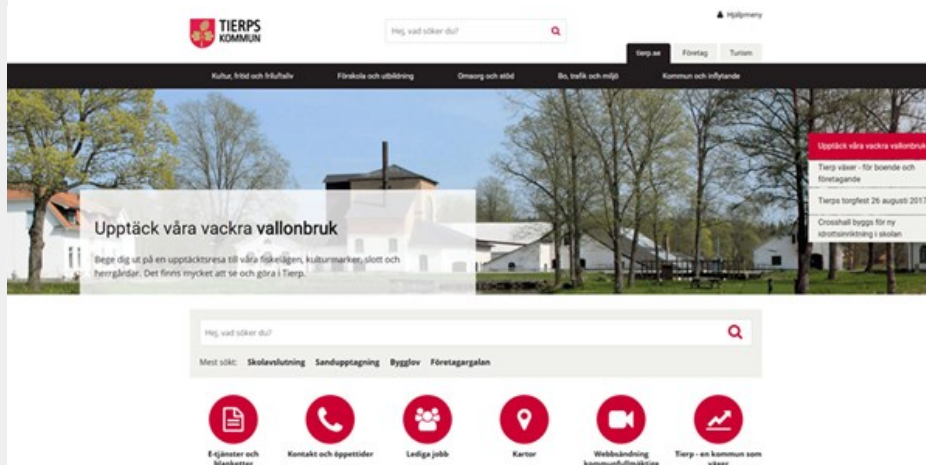 TIERPS
KOMMUN
Hej, vad söker du?
Hjälpmeny
tierp.se
Företag
Turism
Kultur, fritid och friluftsliv
Förskola och utbildning
Omsorg och stöd
Bo, trafik och miljö
Kommun och inflytande
Upptäck våra vackra vallonbruk
Tierp växer - för boende och
företagande
Tierps torgfest 26 augusti 2017
Crosshall byggs för ny
idrottsinriktning i skolan
Upptäck våra vackra vallonbruk
Bege dig ut på en upptäcktsresa till våra fiskelägen, kulturmarker, slott och
herrgårdar. Det finns mycket att se och göra i Tierp.
Hej, vad söker du?
Mest sökt: Skolavslutning Sandupptagning Bygglov Företagargalan
E-tjänster och
blanketter
Kontakt och öppettider
Lediga jobb
Kartor
Webbsändning
kommunfullmäktige
Tierp - en kommun som
växer